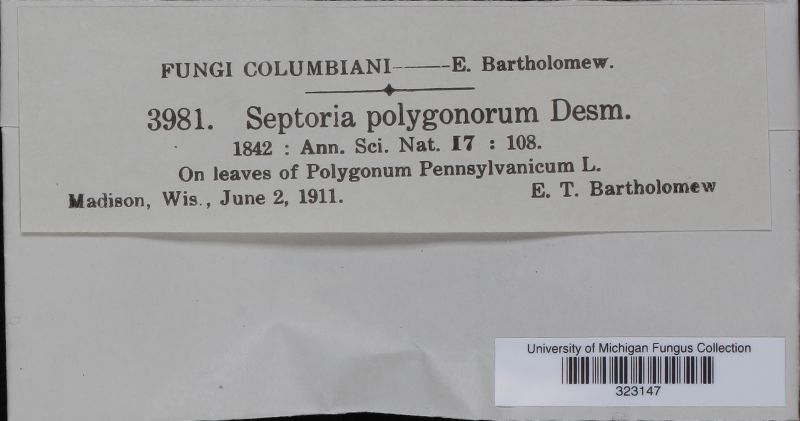 FUNGI COLUMBIANI——E. Bartholomew.
3981. Septoria polygonorum Desm.
1842 : Ann. Sci. Nat. 17 : 108.
On leaves of Polygonum Pennsylvanicum L.
Madison, Wis., June 2, 1911. E. T. Bartholomew
University of Michigan Fungus Collection
323147